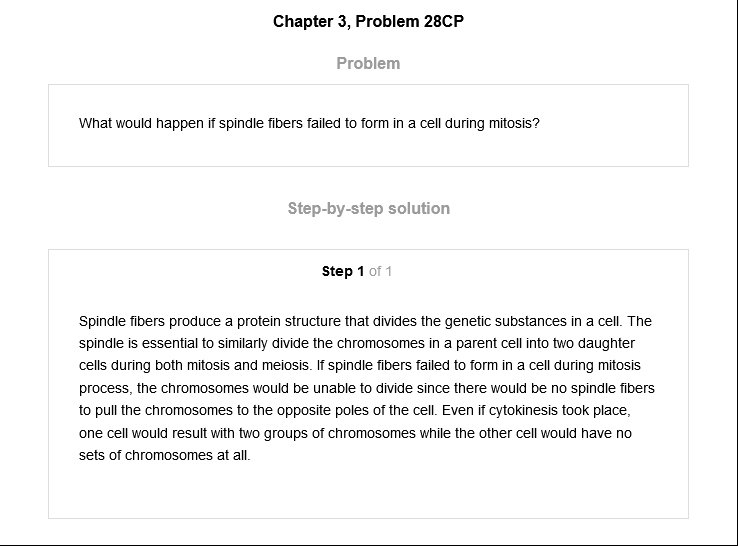 Chapter 3, Problem 28CP
Problem
What would happen if spindle fibers failed to form in a cell during mitosis?
Step-by-step solution
Step 1 of 1
Spindle fibers produce a protein structure that divides the genetic substances in a cell. The
spindle is essential to similarly divide the chromosomes in a parent cell into two daughter
cells during both mitosis and meiosis. If spindle fibers failed to form in a cell during mitosis
process, the chromosomes would be unable to divide since there would be no spindle fibers
to pull the chromosomes to the opposite poles of the cell. Even if cytokinesis took place,
one cell would result with two groups of chromosomes while the other cell would have no
sets of chromosomes at all.